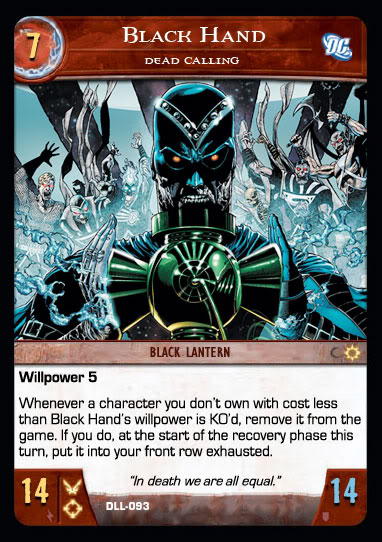 7
BLACK HAND
DEAD CALLING
DC
BLACK LANTERN
C
Willpower 5
Whenever a character you don't own with cost less
than Black Hand's willpower is KO'd, remove it from the
game. If you do, at the start of the recovery phase this
turn, put it into your front row exhausted.
"In death we are all equal."
14
DLL-093
14